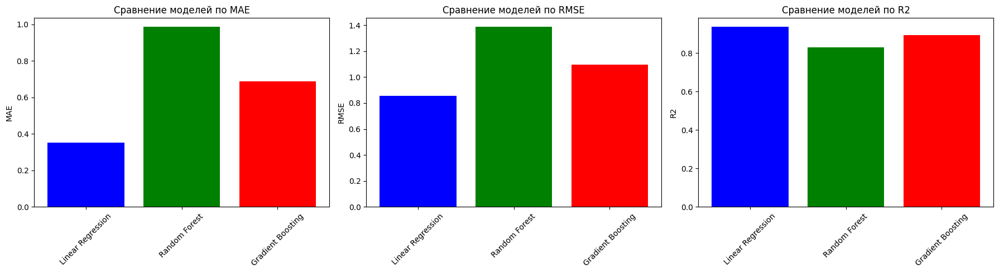 Сравнение моделей по MAE
MAE
1.0
0.8
0.6
0.4
0.2
0.0
Linear Regression
Random Forest
Gradient Boosting
Сравнение моделей по RMSE
RMSE
1.4
1.2
1.0
0.8
0.6
0.4
0.2
0.0
Linear Regression
Random Forest
Gradient Boosting
Сравнение моделей по R2
R2
0.8
0.6
0.4
0.2
0.0
Linear Regression
Random Forest
Gradient Boosting